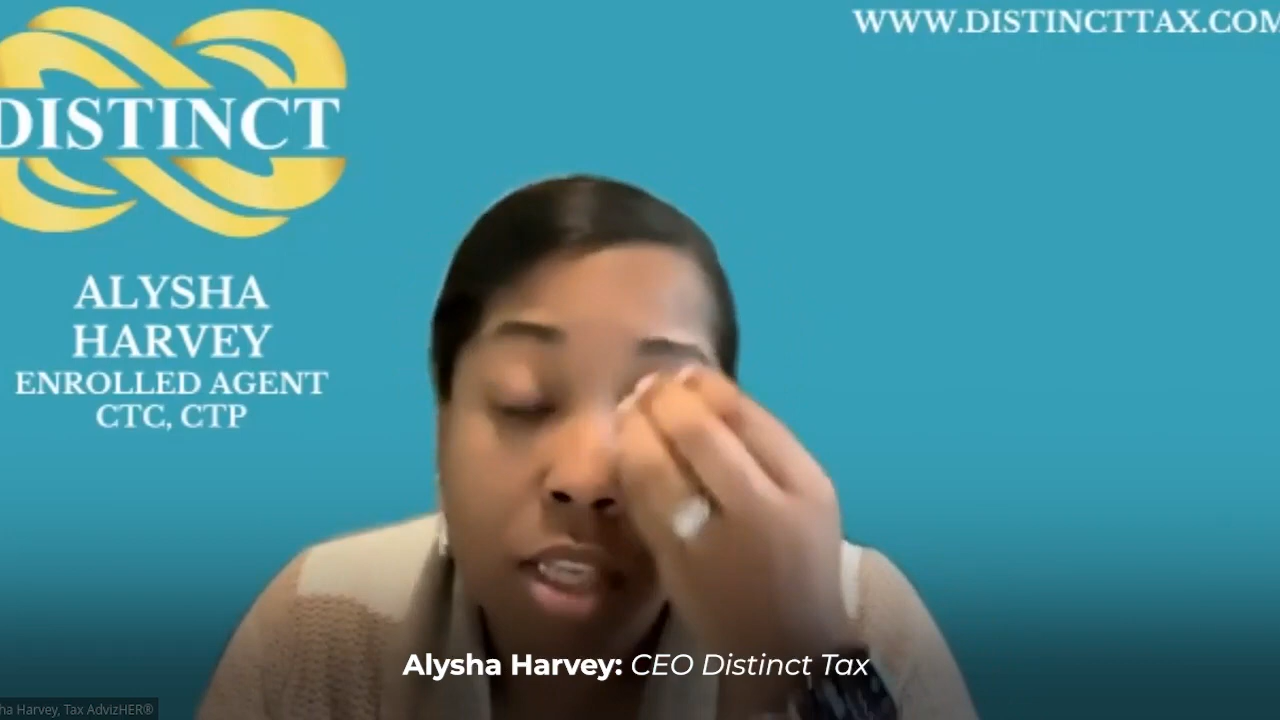 WWW.DISTINCTTAX.COM
DISTINCT
ALYSHA
HARVEY
ENROLLED AGENT
CTC, CTP
Alysha Harvey: CEO Distinct Tax
ha Harvey, Tax AdvizHER®